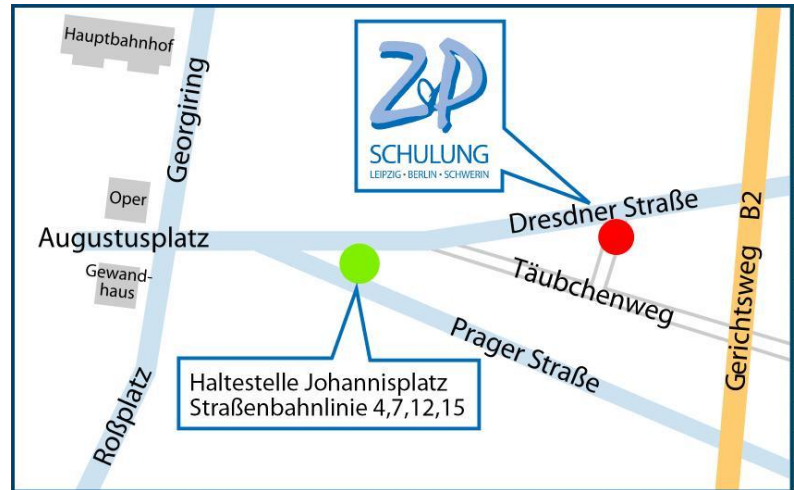 Hauptbahnhof
Georgiring
Z&P
SCHULUNG
LEIPZIG • BERLIN • SCHWERIN
Oper
Augustusplatz
Gewand-
haus
Dresdner Straße
Täubchenweg
Prager Straße
Gerichtsweg B2
Roßplatz
Haltestelle Johannisplatz
Straßenbahnlinie 4,7,12,15